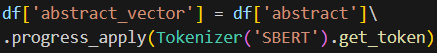 df['abstract_vector'] = df['abstract']\
.progress_apply(Tokenizer('SBERT').get_token)